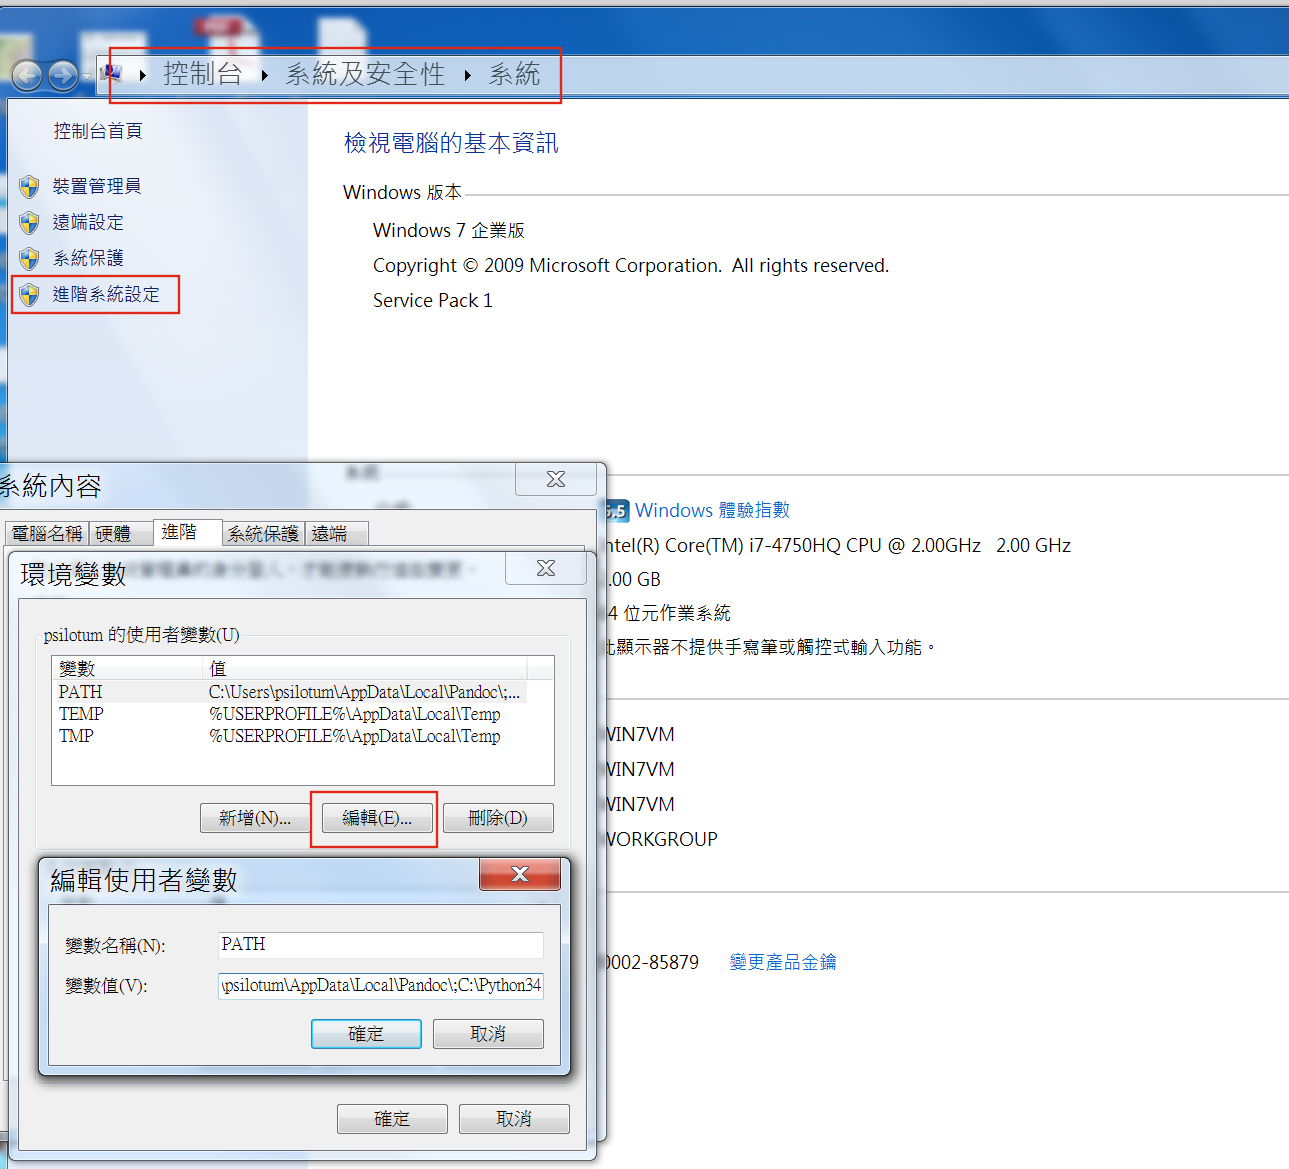 控制台 系統及安全性 系統
控制台首頁
裝置管理員
遠端設定
系統保護
進階系統設定
檢視電腦的基本資訊
Windows 版本
Windows 7 企業版
Copyright © 2009 Microsoft Corporation. All rights reserved.
Service Pack 1
Windows 體驗指數
Core(TM) i7-4750HQ CPU @ 2.00GHz 2.00 GHz
.00 GB
位元作業系統
顯示器不提供手寫筆或觸控式輸入功能。
WIN7VM
WIN7VM
WIN7VM
WORKGROUP
0002-85879 變更產品金鑰
系統內容
電腦名稱 硬體 進階 系統保護 遠端
環境變數
psilotum 的使用者變數(U)
變數 值
PATH C:\Users\psilotum\AppData\Local\Pandoc\;...
TEMP %USERPROFILE%\AppData\Local\Temp
TMP %USERPROFILE%\AppData\Local\Temp
新增(N)... 編輯(E)... 刪除(D)
編輯使用者變數
變數名稱(N): PATH
變數值(V): \psilotum\AppData\Local\Pandoc\;C:\Python34
確定 取消
確定 取消